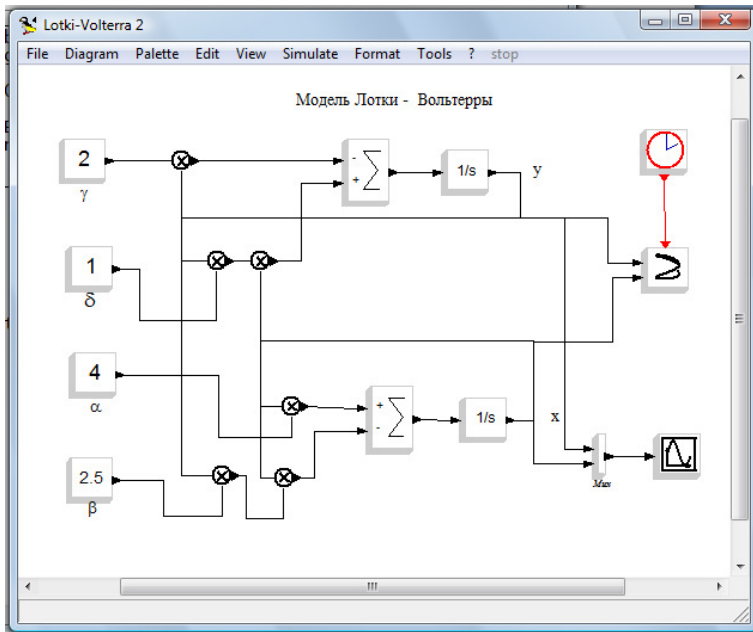 Lotki-Volterra 2
File Diagram Palette Edit View Simulate Format Tools ? stop
Модель Лотки - Вольтерры
2
γ
- + Σ
1/s
y
1
δ
4
α
+ - Σ
1/s
x
2.5
β
Mux